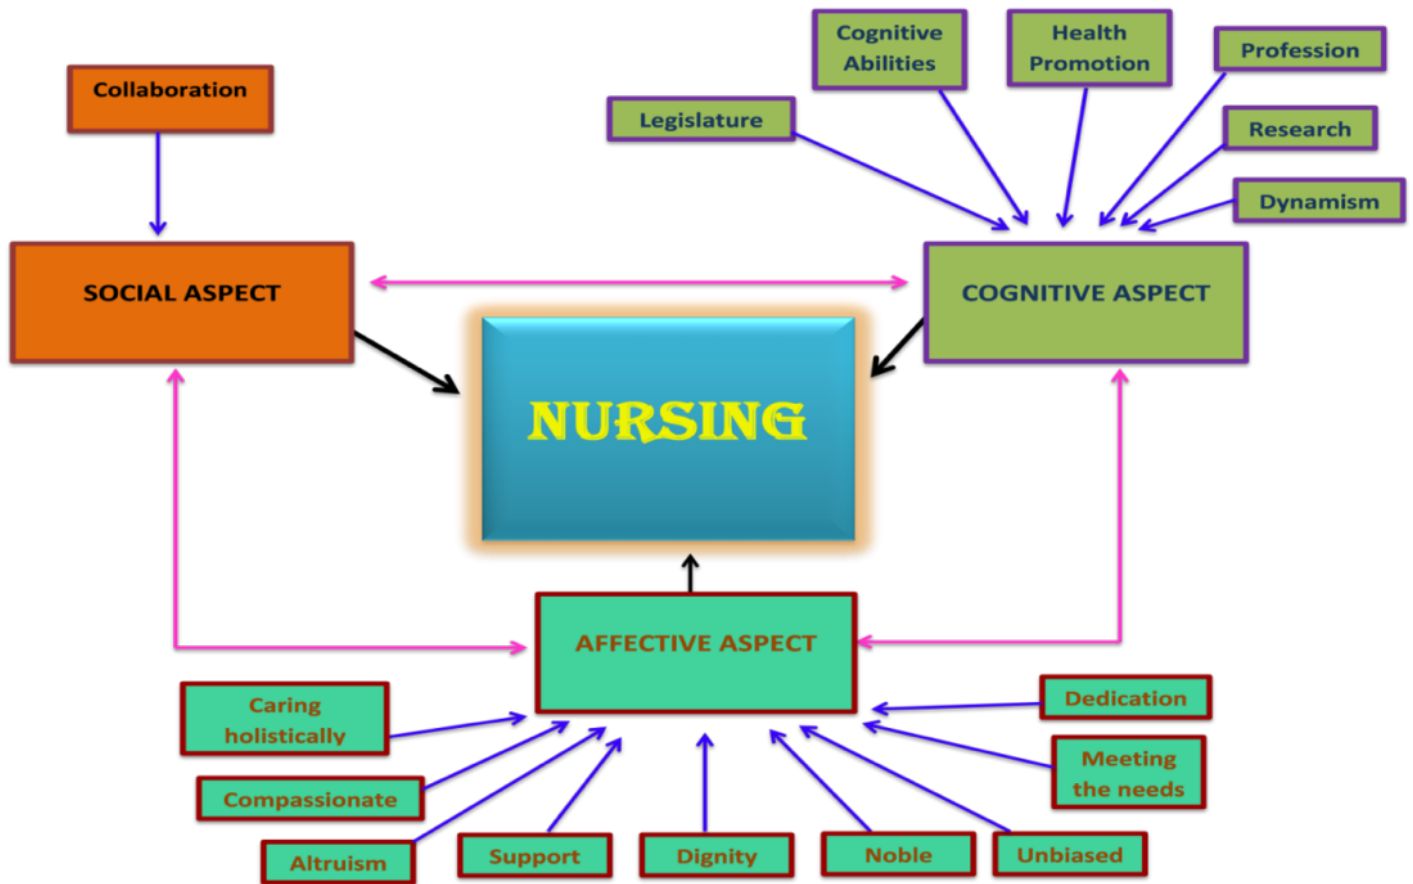 Collaboration
Legislature
Cognitive
Abilities
Health
Promotion
Profession
Research
Dynamism
SOCIAL ASPECT
COGNITIVE ASPECT
NURSING
AFFECTIVE ASPECT
Caring
holistically
Compassionate
Altruism
Support
Dignity
Noble
Unbiased
Meeting
the needs
Dedication